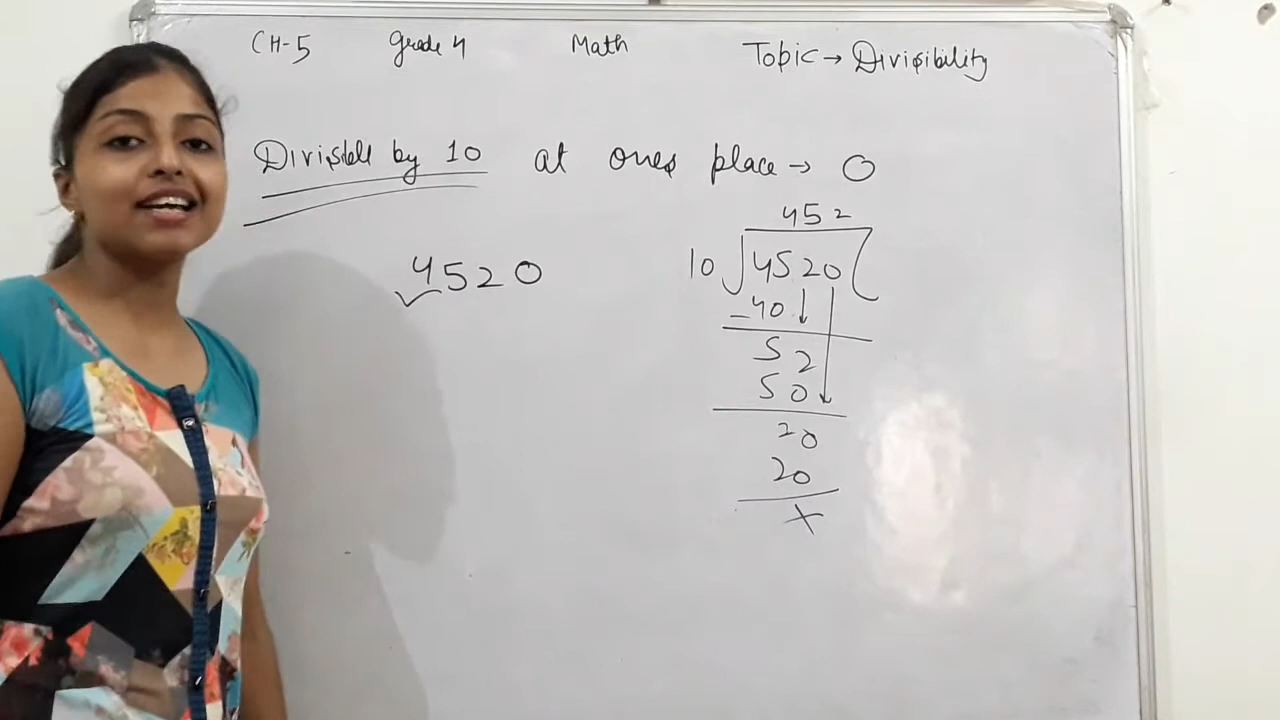 CH-5 Grade 4 Math Topic → Divisibility
Divisible by 10 at ones place → 0
4520
452
10 4520
-40
52
50
20
20
x